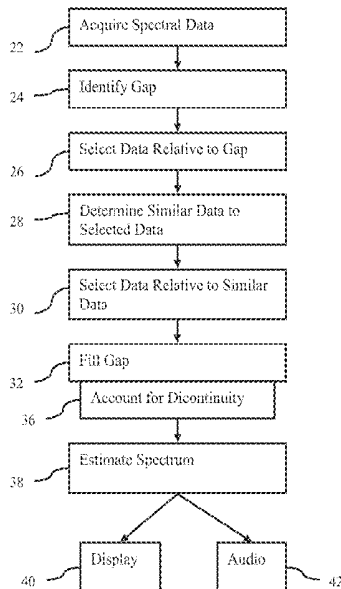 Acquire Spectral Data
22
Identify Gap
24
Select Data Relative to Gap
26
Determine Similar Data to
Selected Data
28
Select Data Relative to Similar
Data
30
Fill Gap
32
Account for Dicontinuity
36
Estimate Spectrum
38
Display
Audio
40
42